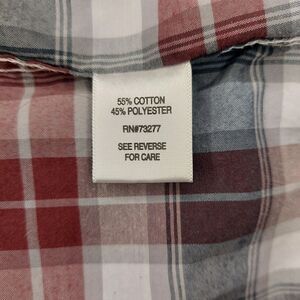 55% COTTON
45% POLYESTER
RN#73277
SEE REVERSE
FOR CARE